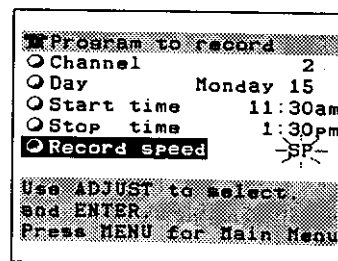 Program to record
Channel 2
Day Monday 15
Start time 11:30am
Stop time 1:30pm
Record speed SP
Use ADJUST to select,
and ENTER.
Press MENU for Main Menu